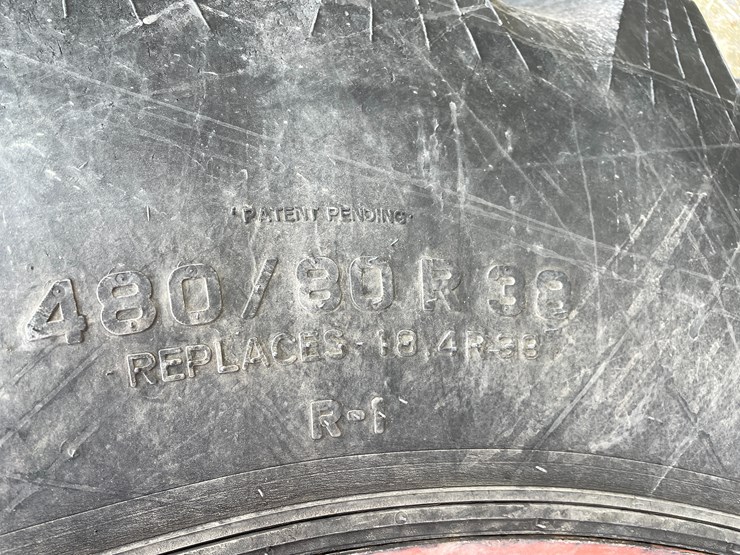 "PATENT PENDING"
480/80 R 38
-REPLACES-18.4R38
R-1